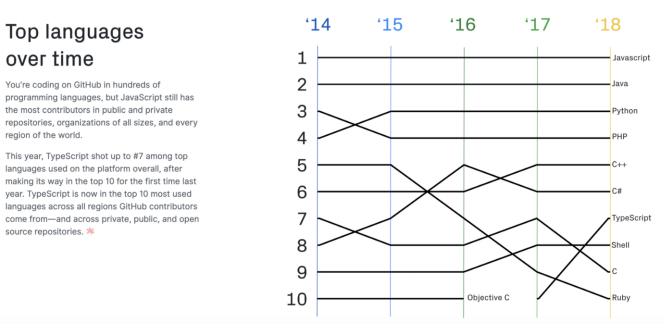 Top languages
over time
You're coding on GitHub in hundreds of
programming languages, but JavaScript still has
the most contributors in public and private
repositories, organizations of all sizes, and every
region of the world.
This year, TypeScript shot up to #7 among top
languages used on the platform overall, after
making its way in the top 10 for the first time last
year. TypeScript is now in the top 10 most used
languages across all regions GitHub contributors
come from—and across private, public, and open
source repositories.
‘14 ‘15 ‘16 ‘17 ‘18
1 Javascript
2 Java
3 Python
4 PHP
5 C++
6 C#
7 TypeScript
8 Shell
9 C
10 Objective C Ruby